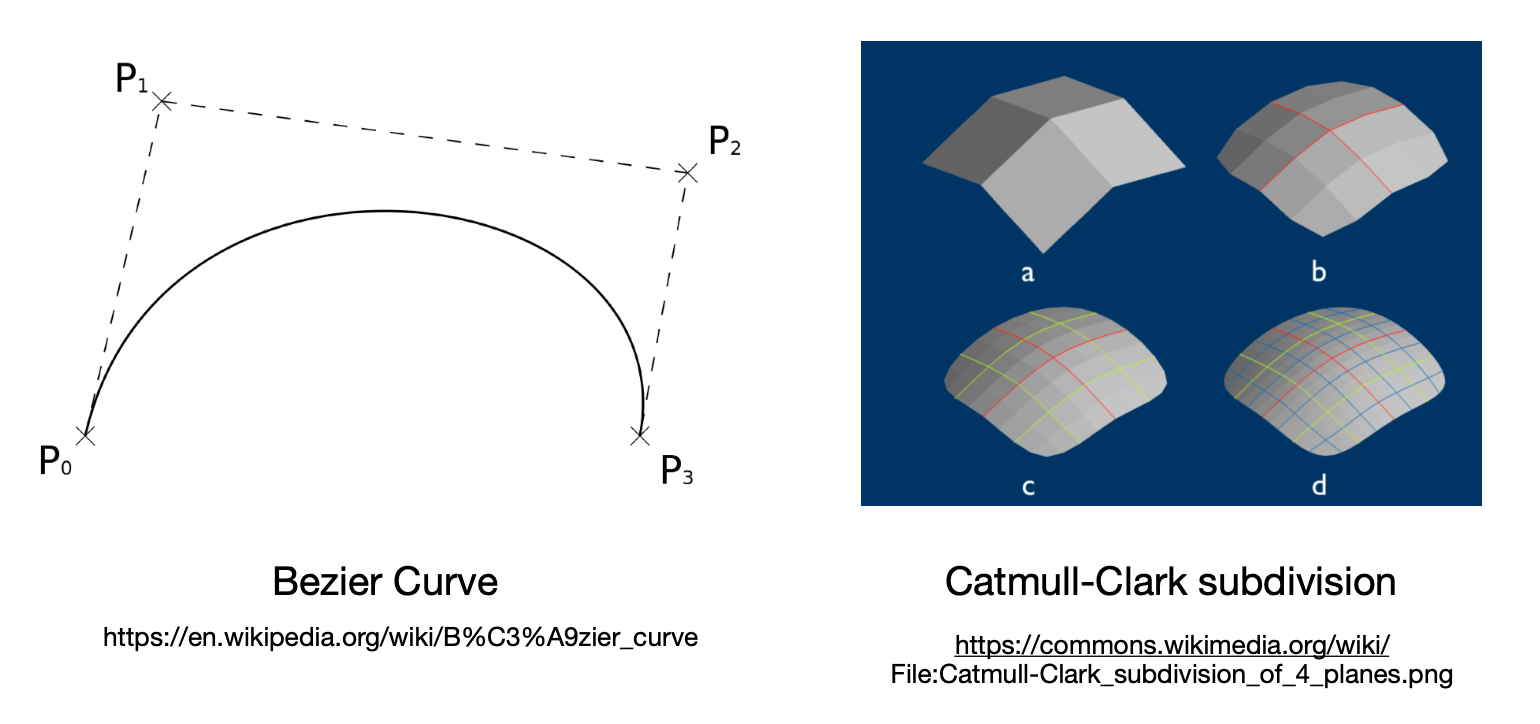 P1
P2
P0
P3
Bezier Curve
https://en.wikipedia.org/wiki/B%C3%A9zier_curve
a
b
c
d
Catmull-Clark subdivision
https://commons.wikimedia.org/wiki/
File:Catmull-Clark_subdivision_of_4_planes.png